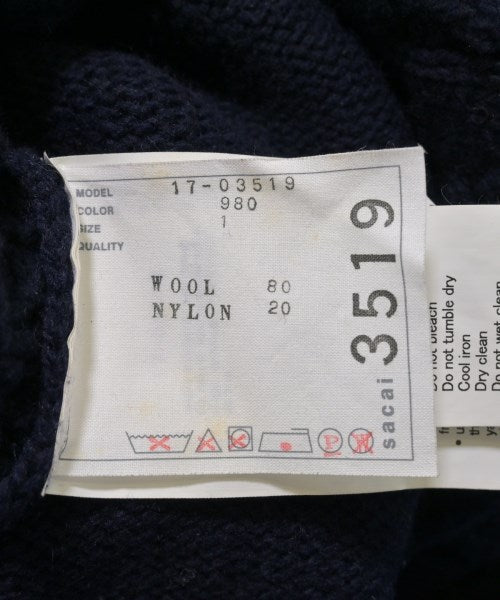 MODEL 17-03519
COLOR 980
SIZE 1
QUALITY
WOOL 80
NYLON 20
P W
sacai 3519
Do not bleach
Do not tumble dry
Cool iron
Dry clean
Do not wet clean